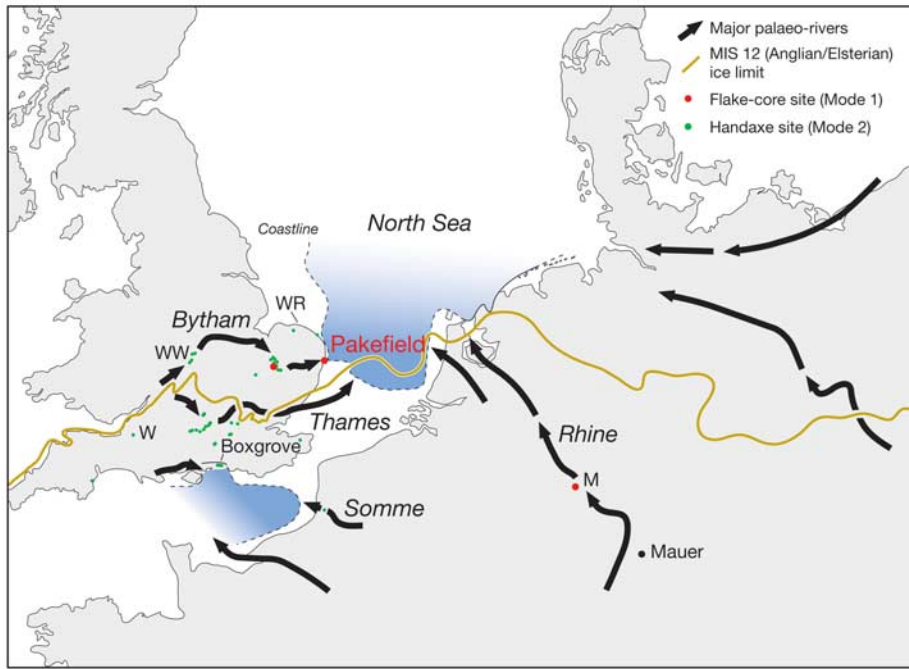 Major palaeo-rivers
MIS 12 (Anglian/Elsterian)
ice limit
Flake-core site (Mode 1)
Handaxe site (Mode 2)
North Sea
Coastline
WR
Bytham
WW
Pakefield
Thames
W
Boxgrove
Rhine
M
Somme
Mauer